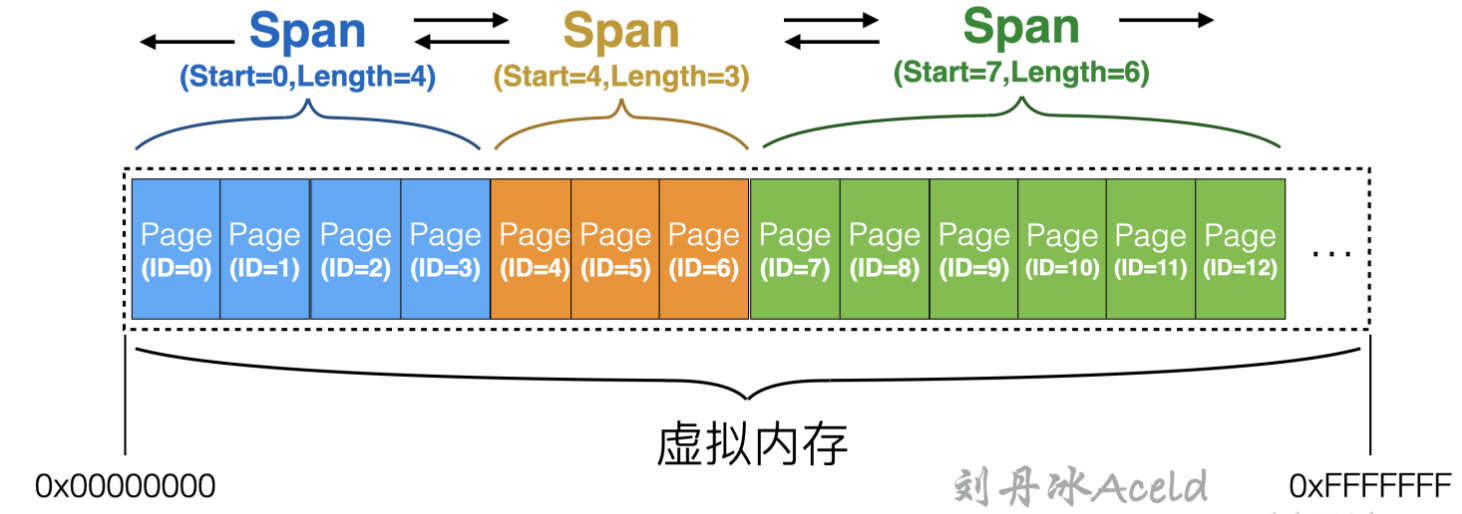 Span Span Span
(Start=0,Length=4) (Start=4,Length=3) (Start=7,Length=6)
Page Page Page Page Page Page Page Page Page Page Page Page Page
(ID=0) (ID=1) (ID=2) (ID=3) (ID=4) (ID=5) (ID=6) (ID=7) (ID=8) (ID=9) (ID=10) (ID=11) (ID=12) ...
虚拟内存
0x00000000 刘丹冰Aceld 0xFFFFFFFF